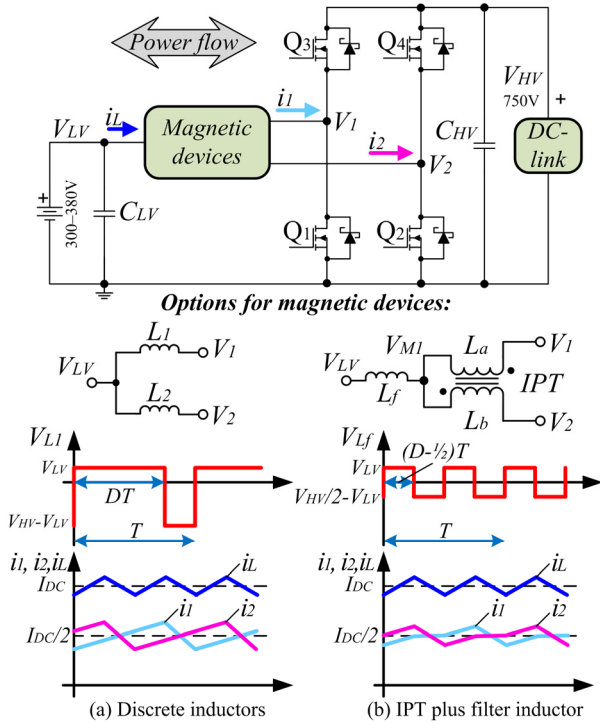 Power flow
Q3
Q4
VHV
750V
+
iL
i1
VLV
Magnetic
devices
V1
i2
V2
CHV
DC-
link
+
300–380V
CLV
Q1
Q2
Options for magnetic devices:
L1
VLV
V1
L2
V2
VM1
La
V1
VLV
IPT
Lf
Lb
V2
VL1
VLV
DT
VHV–VLV
T
VLf
(D-½)T
VLV
VHV/2–VLV
T
i1, i2,iL
IDC
iL
i1
i2
IDC/2
i1, i2,iL
IDC
iL
i1
i2
IDC/2
(a) Discrete inductors
(b) IPT plus filter inductor